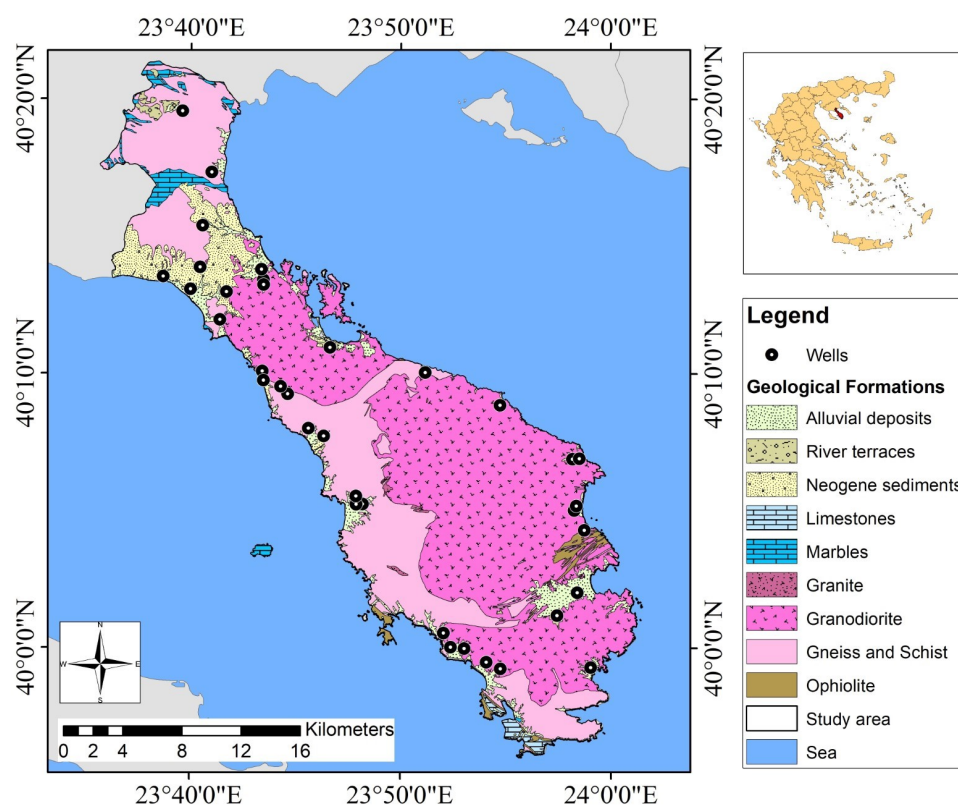 23°40'0"E 23°50'0"E 24°0'0"E
40°20'0"N 40°20'0"N
40°10'0"N 40°10'0"N
40°0'0"N 40°0'0"N
N
W E
S
Kilometers
0 2 4 8 12 16
23°40'0"E 23°50'0"E 24°0'0"E
Legend
Wells
Geological Formations
Alluvial deposits
River terraces
Neogene sediments
Limestones
Marbles
Granite
Granodiorite
Gneiss and Schist
Ophiolite
Study area
Sea